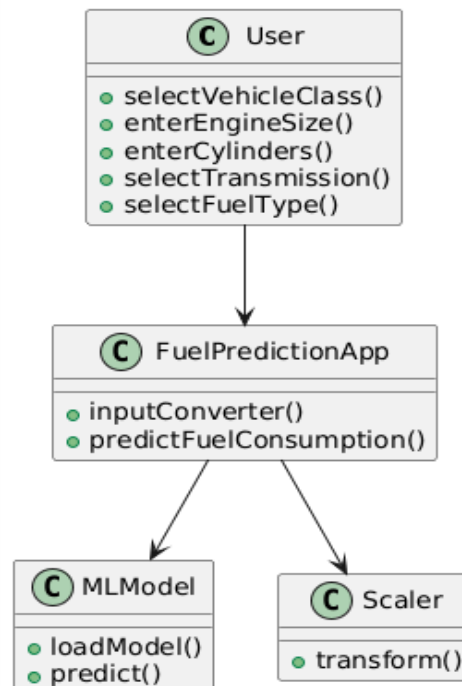 C User
selectVehicleClass()
enterEngineSize()
enterCylinders()
selectTransmission()
selectFuelType()
C FuelPredictionApp
inputConverter()
predictFuelConsumption()
C MLModel
loadModel()
predict()
C Scaler
transform()